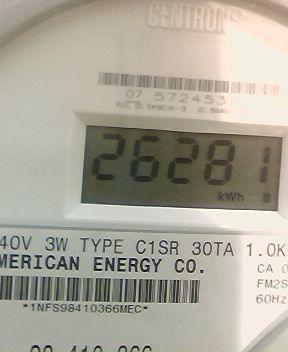 CENTRON
07 572453
26281
kWh
40V 3W TYPE C1SR 30TA 1.0K
MERICAN ENERGY CO.
CA 0
FM2S
60Hz
*1NFS98410366MEC*